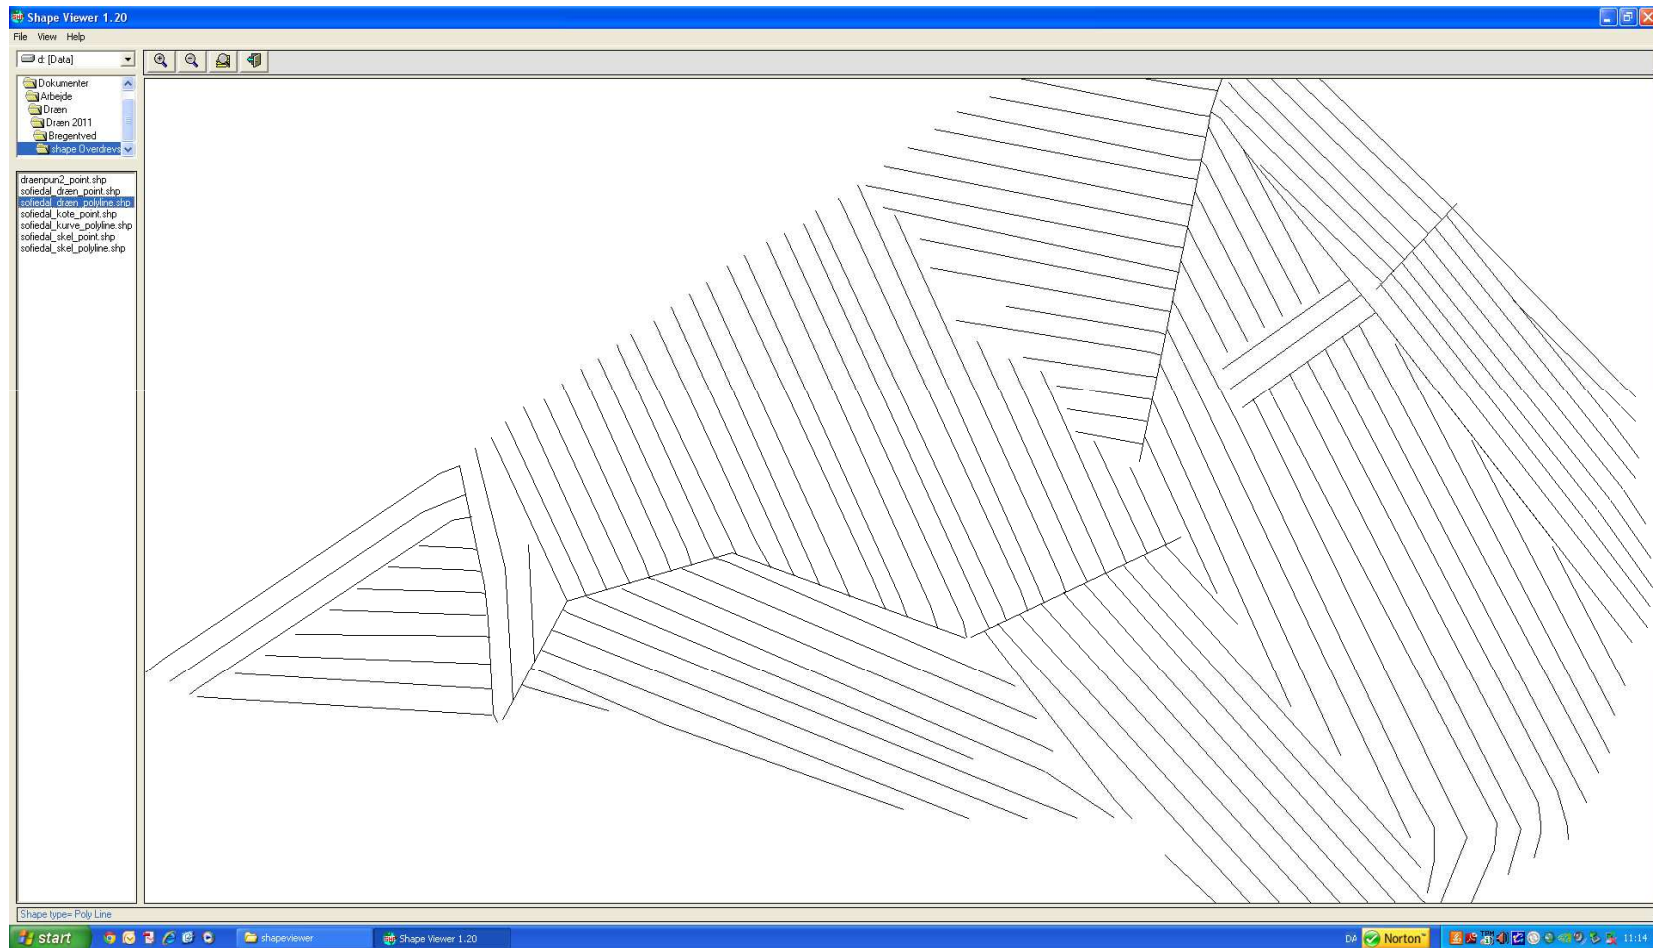 Shape Viewer 1.20
File View Help
d: [Data]
Dokumenter
Arbejde
Dræn
Dræn 2011
Bregentved
shape Overdrevs
draenpun2_point.shp
sofiedal_dræn_point.shp
sofiedal_dræn_polyline.shp
sofiedal_kote_point.shp
sofiedal_kurve_polyline.shp
sofiedal_skel_point.shp
sofiedal_skel_polyline.shp
Shape type= Poly Line
start
shapeviewer
Shape Viewer 1.20
DA
Norton
11:14